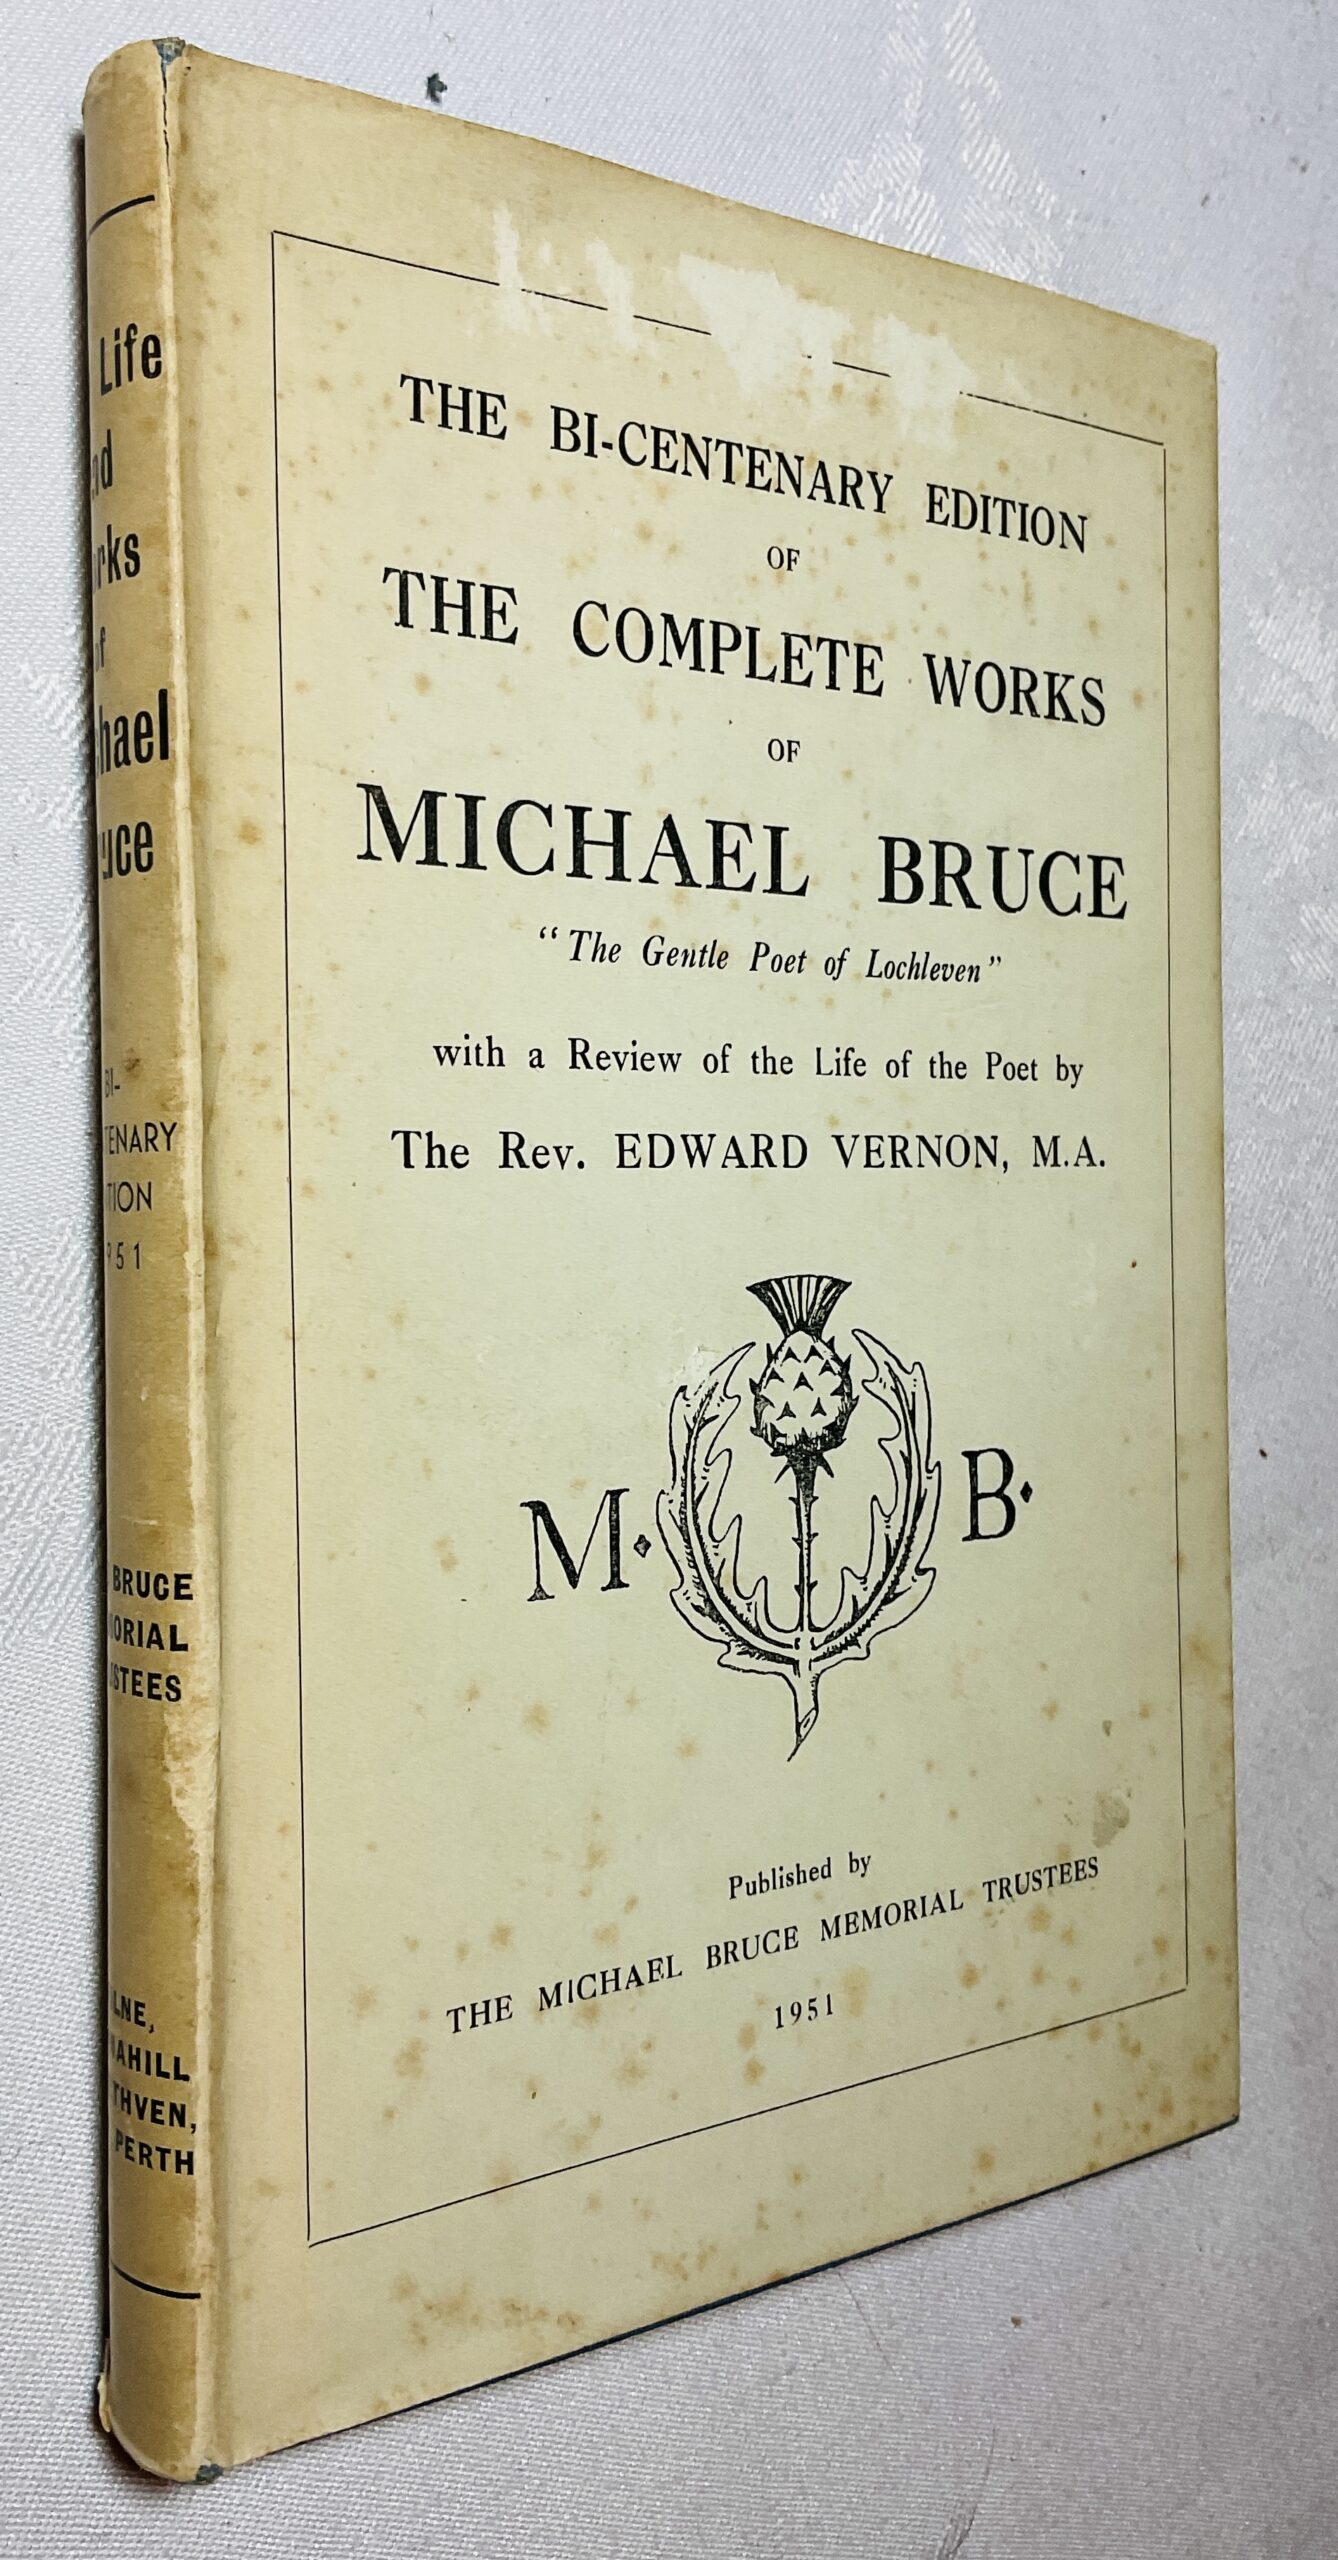 THE BI-CENTENARY EDITION
OF
THE COMPLETE WORKS
OF
MICHAEL BRUCE
"The Gentle Poet of Lochleven"
with a Review of the Life of the Poet by
The Rev. EDWARD VERNON, M.A.
M· B·
Published by
THE MICHAEL BRUCE MEMORIAL TRUSTEES
1951
Life
BRUCE
PERTH